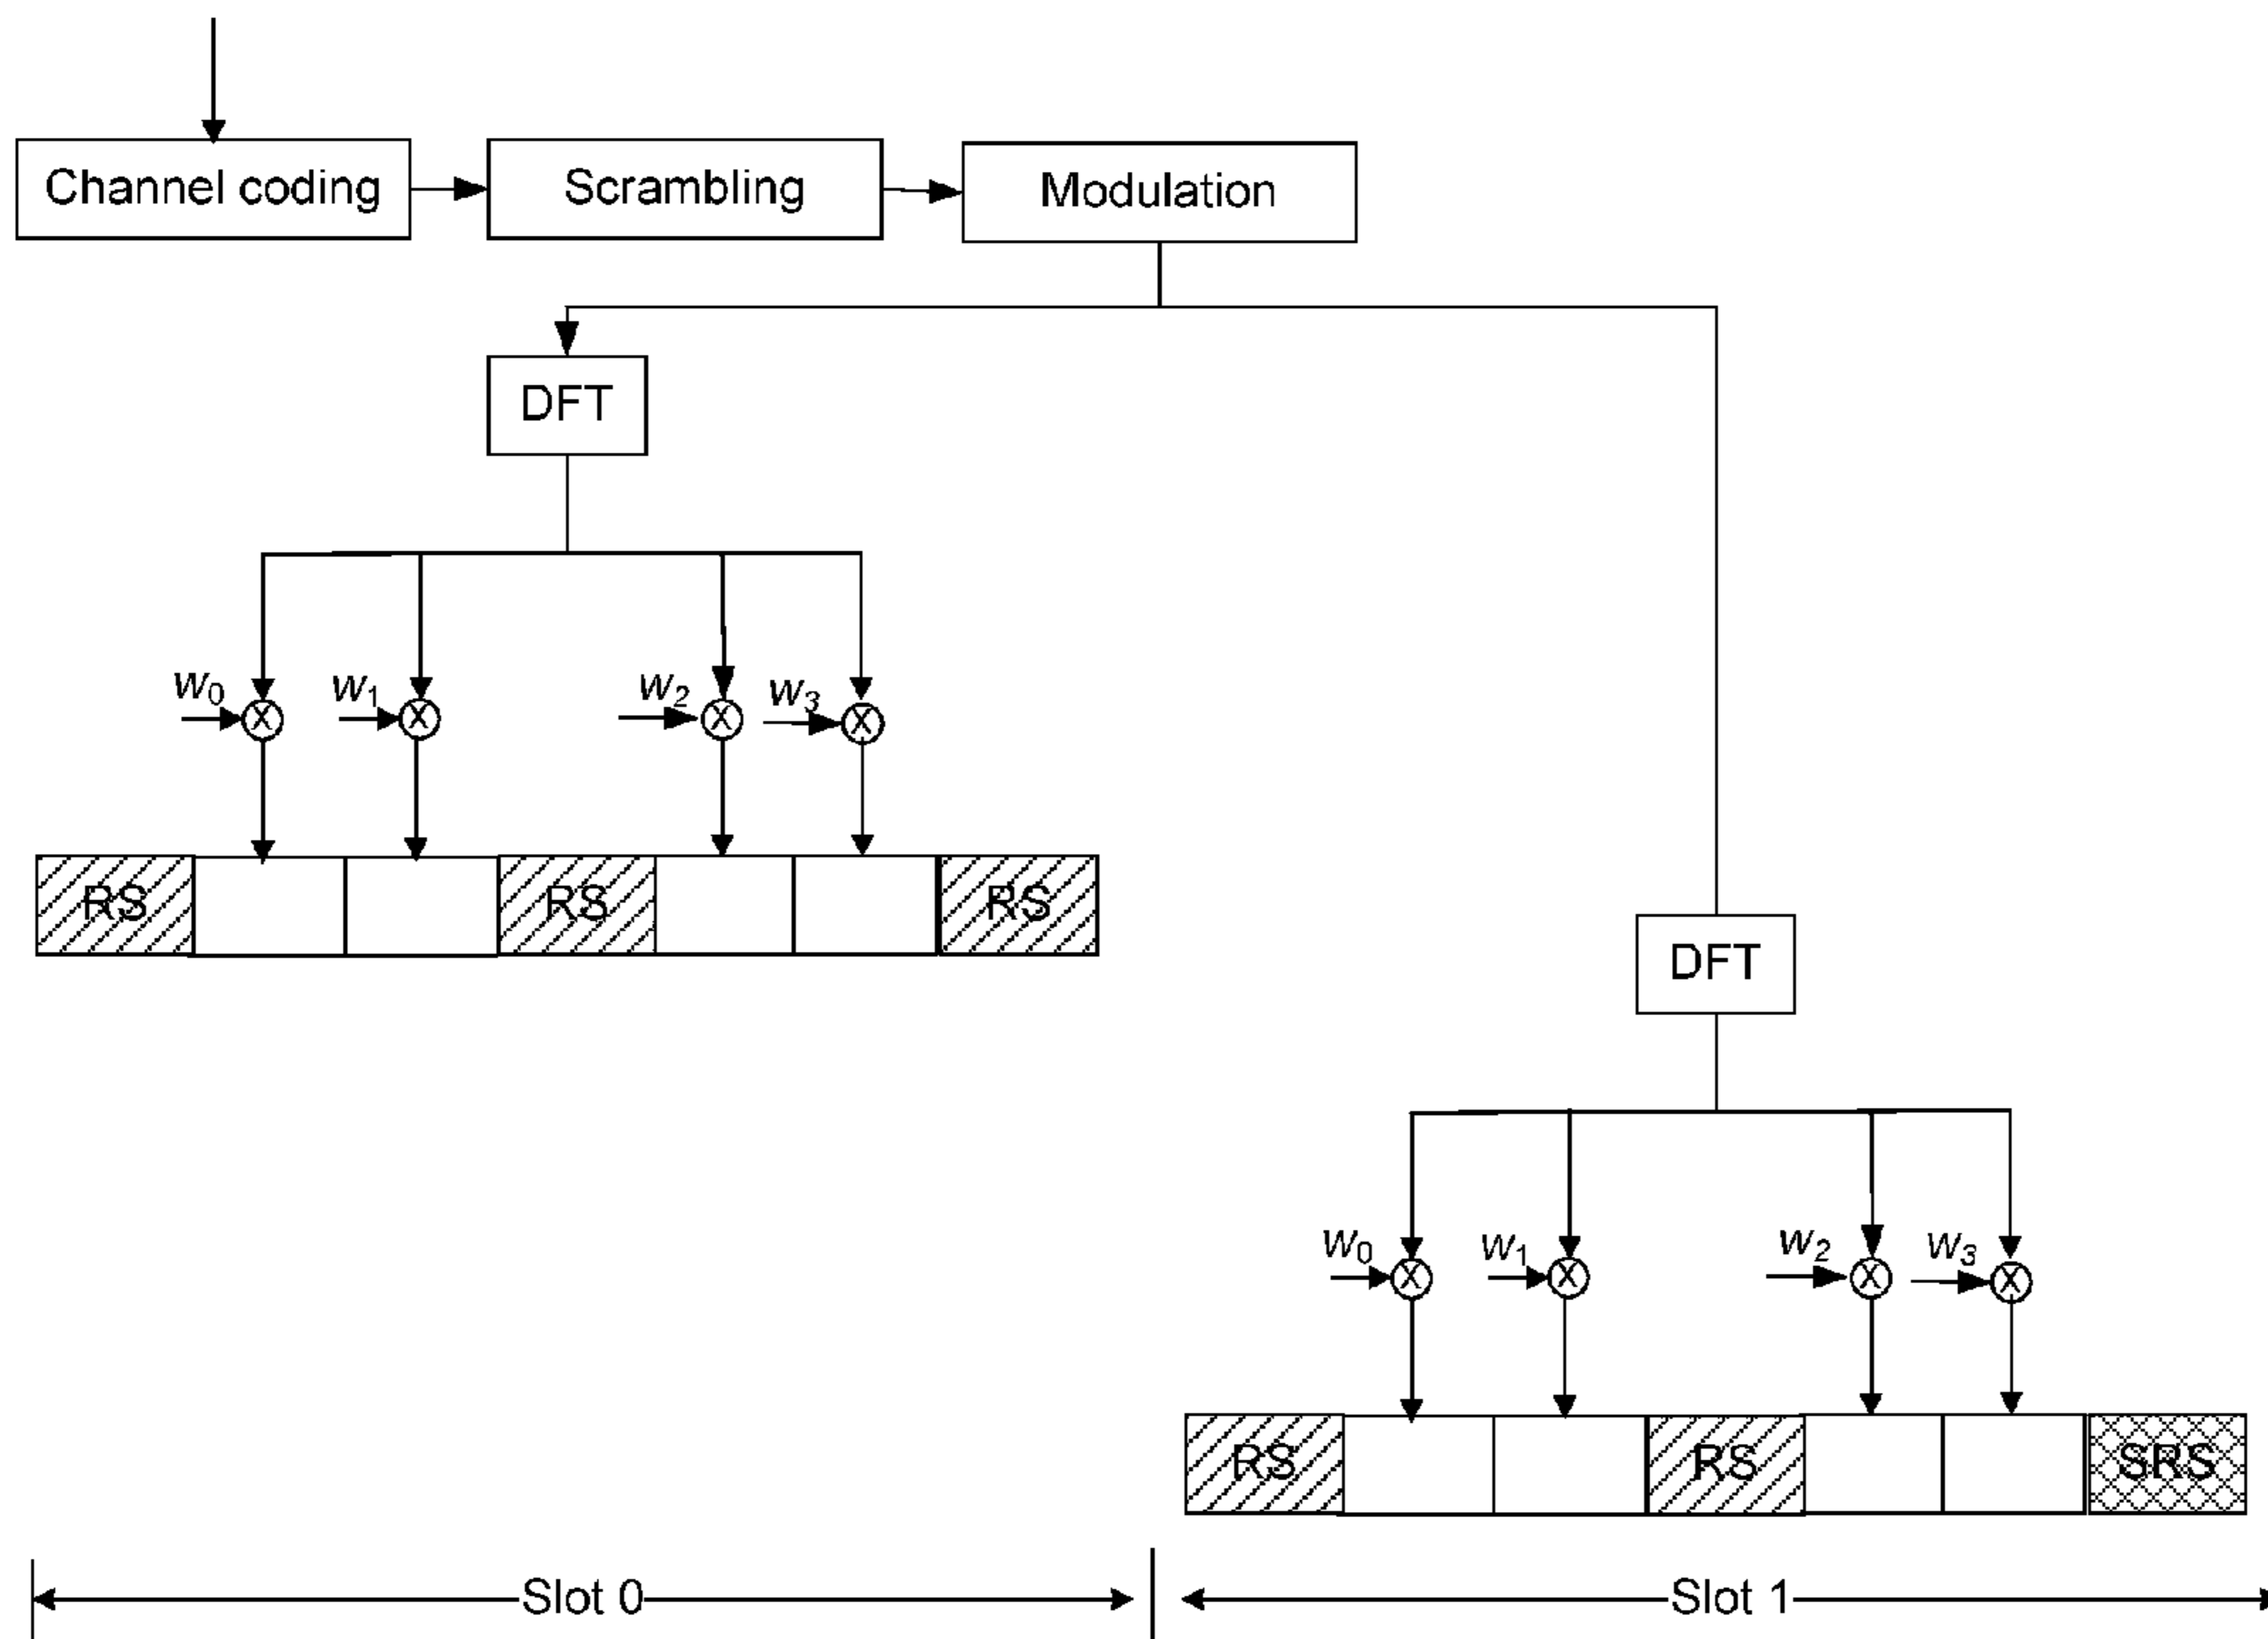 Channel coding
Scrambling
Modulation
DFT
w0
w1
w2
w3
X
X
X
X
RS
RS
RS
DFT
w0
w1
w2
w3
X
X
X
X
RS
RS
SRS
Slot 0
Slot 1